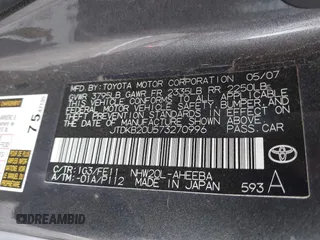 MFD. BY: TOYOTA MOTOR CORPORATION 05/07
GVWR 3795LB GAWR FR 2335LB RR 2250LB
THIS VEHICLE CONFORMS TO ALL APPLICABLE
FEDERAL MOTOR VEHICLE SAFETY, BUMPER,
AND THEFT PREVENTION STANDARDS IN EFFECT
ON THE DATE OF MANUFACTURE SHOWN ABOVE.
JTDKB20U573270996 PASS.CAR
C/TR: 1G3/FE11 NHW20L-AHEEBA
A/TM: -01A/P112 MADE IN JAPAN 593 A
75
DREAMBID